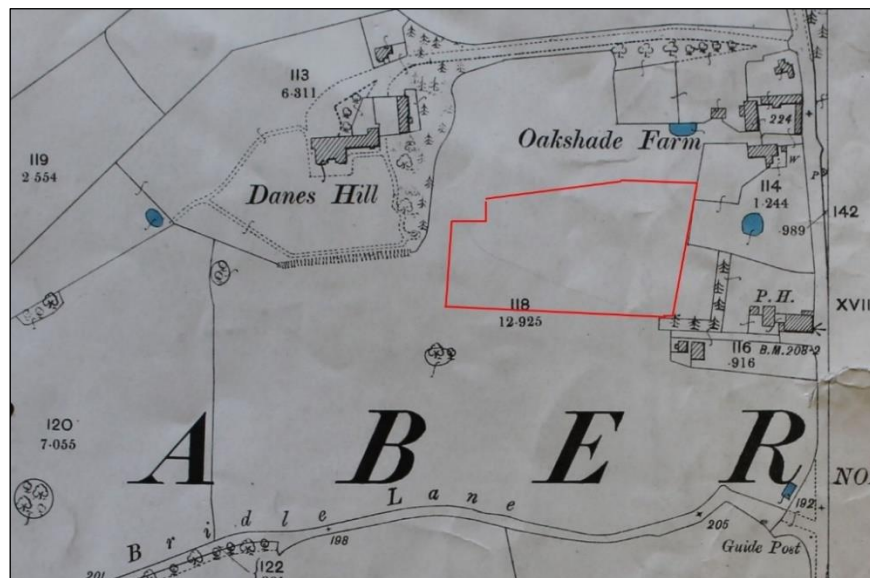 113
6·311
119
2·554
Oakshade Farm
224
Danes Hill
W
P
114
1·244
142
·989
118
12·925
P.H.
XVII
116
·916
B.M.208·2
120
7·055
ABER
NO
Bridle Lane
198
205
192
Guide Post
201
122